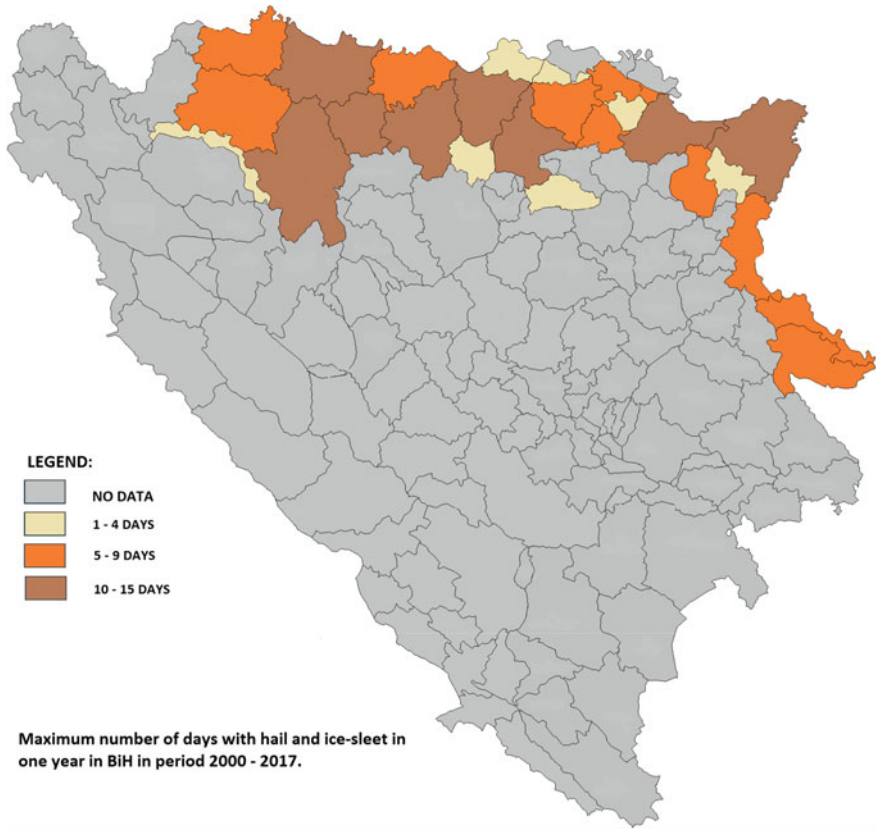 LEGEND:
NO DATA
1 - 4 DAYS
5 - 9 DAYS
10 - 15 DAYS
Maximum number of days with hail and ice-sleet in
one year in BiH in period 2000 - 2017.